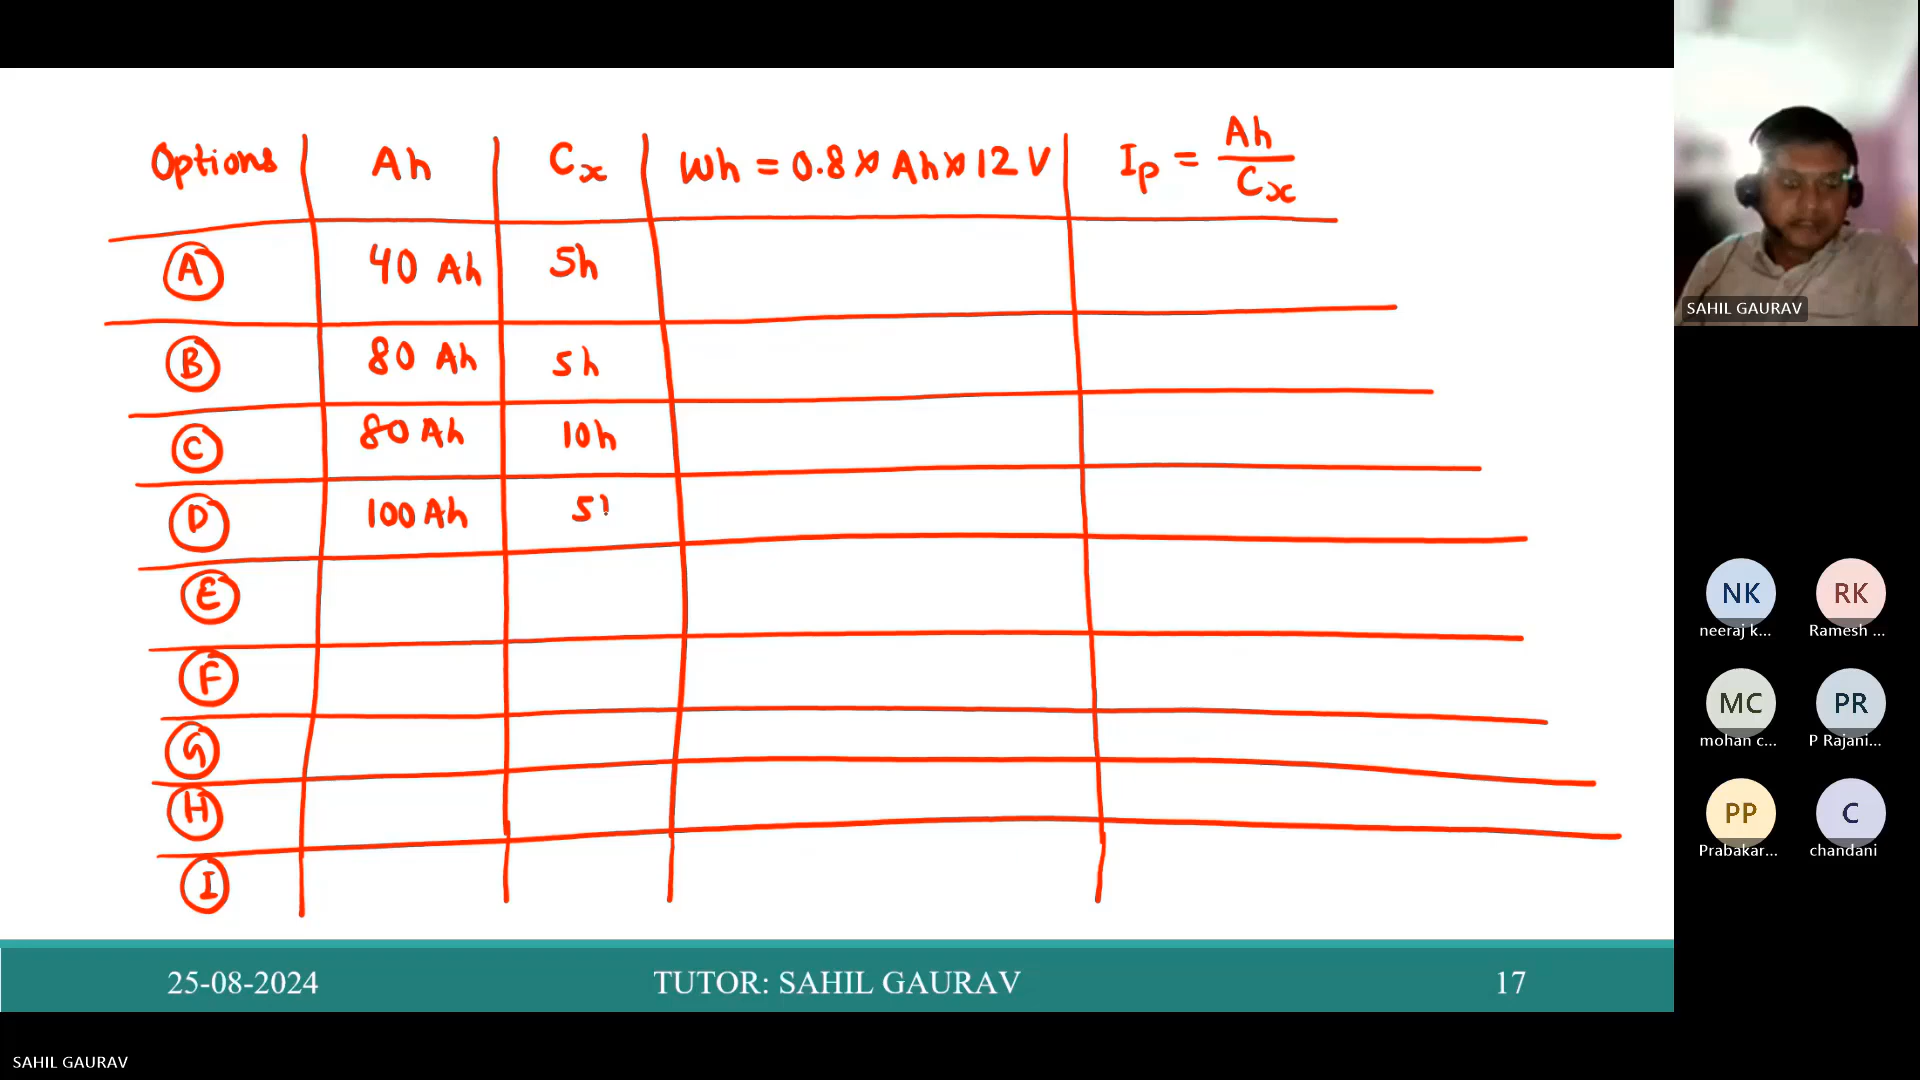 Options Ah Cx Wh = 0.8 × Ah × 12 V Ip = Ah / Cx
A 40 Ah 5h
B 80 Ah 5h
C 80 Ah 10h
D 100 Ah 5
E
F
G
H
I
25-08-2024 TUTOR: SAHIL GAURAV 17
SAHIL GAURAV
SAHIL GAURAV
NK RK
neeraj k... Ramesh ...
MC PR
mohan c... P Rajani...
PP C
Prabakar... chandani